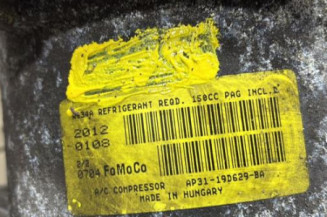 R134A REFRIGERANT REQD. 150CC PAG INCL.
2012
0108
0704 FoMoCo
A/C COMPRESSOR AP31-19D629-BA
MADE IN HUNGARY